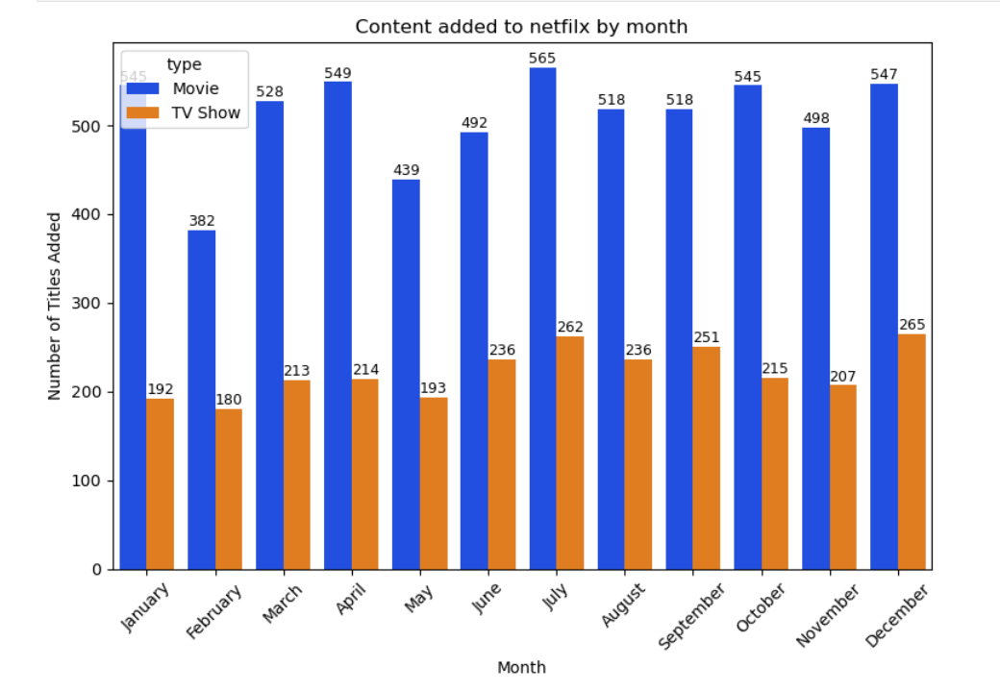 Content added to netfilx by month
type
Movie
TV Show
545
192
382
180
528
213
549
214
439
193
492
236
565
262
518
236
518
251
545
215
498
207
547
265
Number of Titles Added
500
400
300
200
100
0
January
February
March
April
May
June
July
August
September
October
November
December
Month